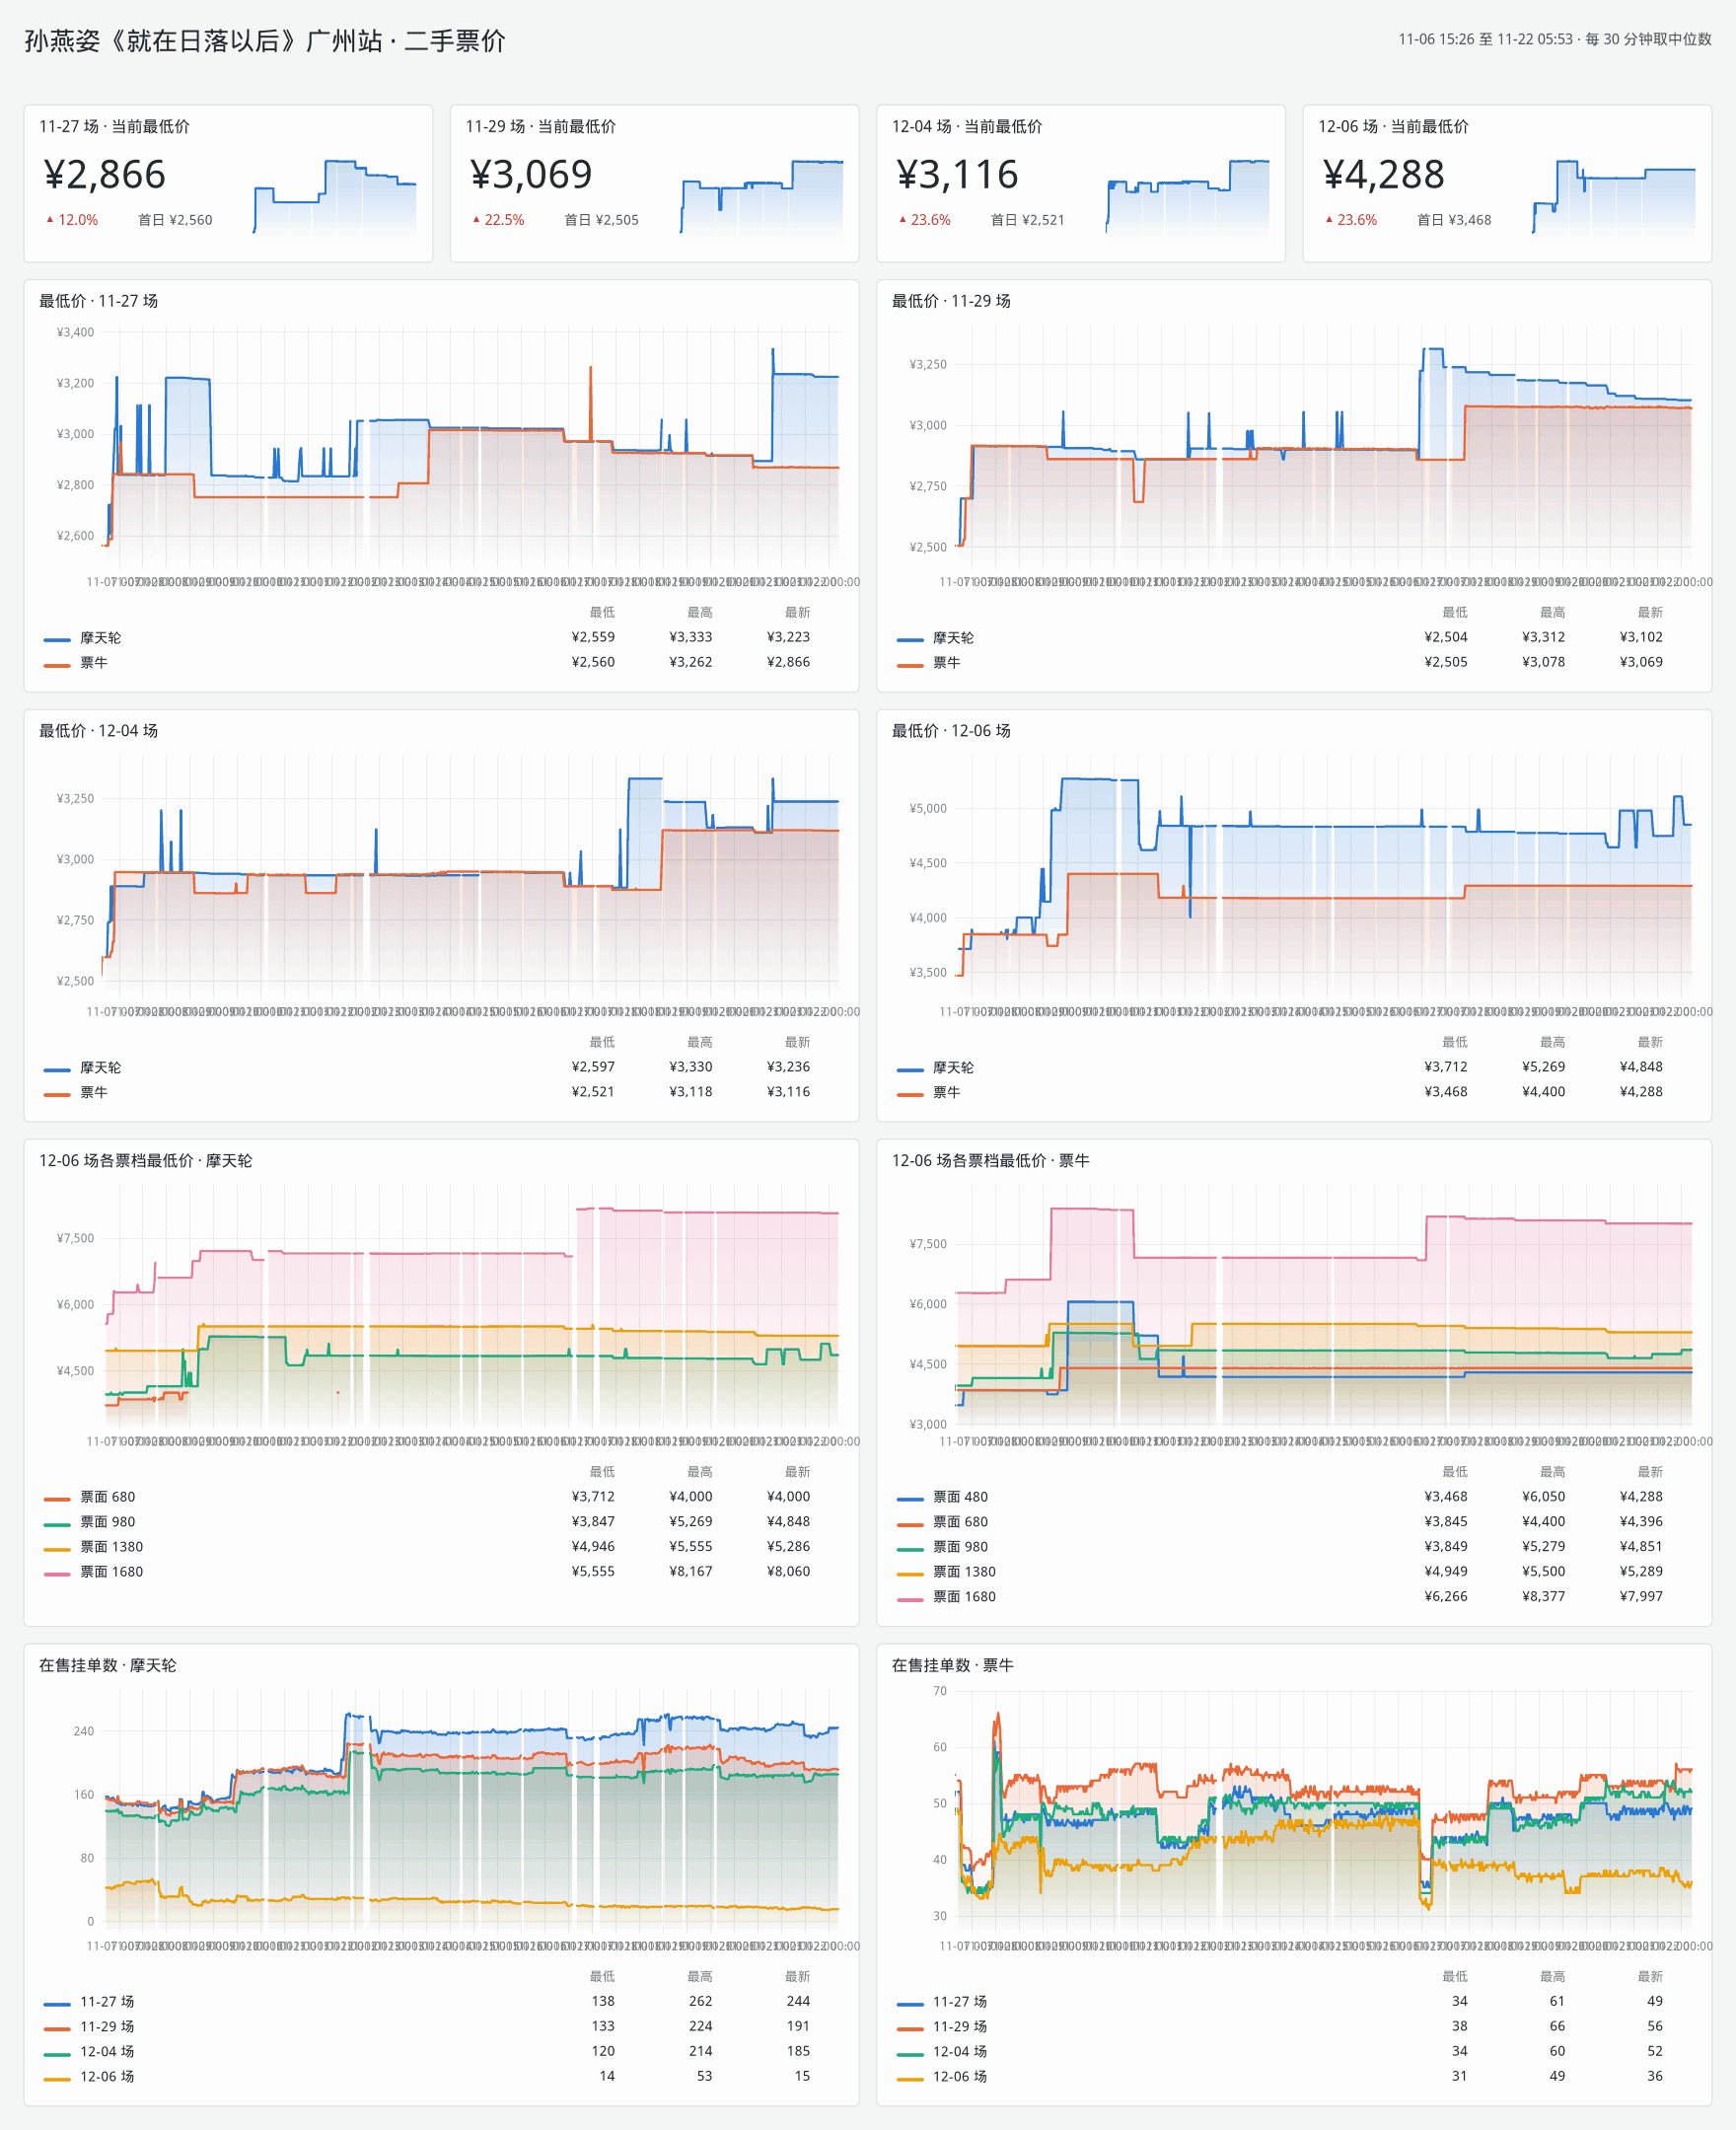 孙燕姿《就在日落以后》广州站 · 二手票价
11-06 15:26 至 11-22 05:53 · 每 30 分钟取中位数
11-27 场 · 当前最低价
¥2,866
▲ 12.0% 首日 ¥2,560
11-29 场 · 当前最低价
¥3,069
▲ 22.5% 首日 ¥2,505
12-04 场 · 当前最低价
¥3,116
▲ 23.6% 首日 ¥2,521
12-06 场 · 当前最低价
¥4,288
▲ 23.6% 首日 ¥3,468
最低价 · 11-27 场
¥3,400
¥3,200
¥3,000
¥2,800
¥2,600
最低 最高 最新
摩天轮 ¥2,559 ¥3,333 ¥3,223
票牛 ¥2,560 ¥3,262 ¥2,866
最低价 · 11-29 场
¥3,250
¥3,000
¥2,750
¥2,500
最低 最高 最新
摩天轮 ¥2,504 ¥3,312 ¥3,102
票牛 ¥2,505 ¥3,078 ¥3,069
最低价 · 12-04 场
¥3,250
¥3,000
¥2,750
¥2,500
最低 最高 最新
摩天轮 ¥2,597 ¥3,330 ¥3,236
票牛 ¥2,521 ¥3,118 ¥3,116
最低价 · 12-06 场
¥5,000
¥4,500
¥4,000
¥3,500
最低 最高 最新
摩天轮 ¥3,712 ¥5,269 ¥4,848
票牛 ¥3,468 ¥4,400 ¥4,288
12-06 场各票档最低价 · 摩天轮
¥7,500
¥6,000
¥4,500
最低 最高 最新
票面 680 ¥3,712 ¥4,000 ¥4,000
票面 980 ¥3,847 ¥5,269 ¥4,848
票面 1380 ¥4,946 ¥5,555 ¥5,286
票面 1680 ¥5,555 ¥8,167 ¥8,060
12-06 场各票档最低价 · 票牛
¥7,500
¥6,000
¥4,500
¥3,000
最低 最高 最新
票面 480 ¥3,468 ¥6,050 ¥4,288
票面 680 ¥3,845 ¥4,400 ¥4,396
票面 980 ¥3,849 ¥5,279 ¥4,851
票面 1380 ¥4,949 ¥5,500 ¥5,289
票面 1680 ¥6,266 ¥8,377 ¥7,997
在售挂单数 · 摩天轮
240
160
80
0
最低 最高 最新
11-27 场 138 262 244
11-29 场 133 224 191
12-04 场 120 214 185
12-06 场 14 53 15
在售挂单数 · 票牛
70
60
50
40
30
最低 最高 最新
11-27 场 34 61 49
11-29 场 38 66 56
12-04 场 34 60 52
12-06 场 31 49 36